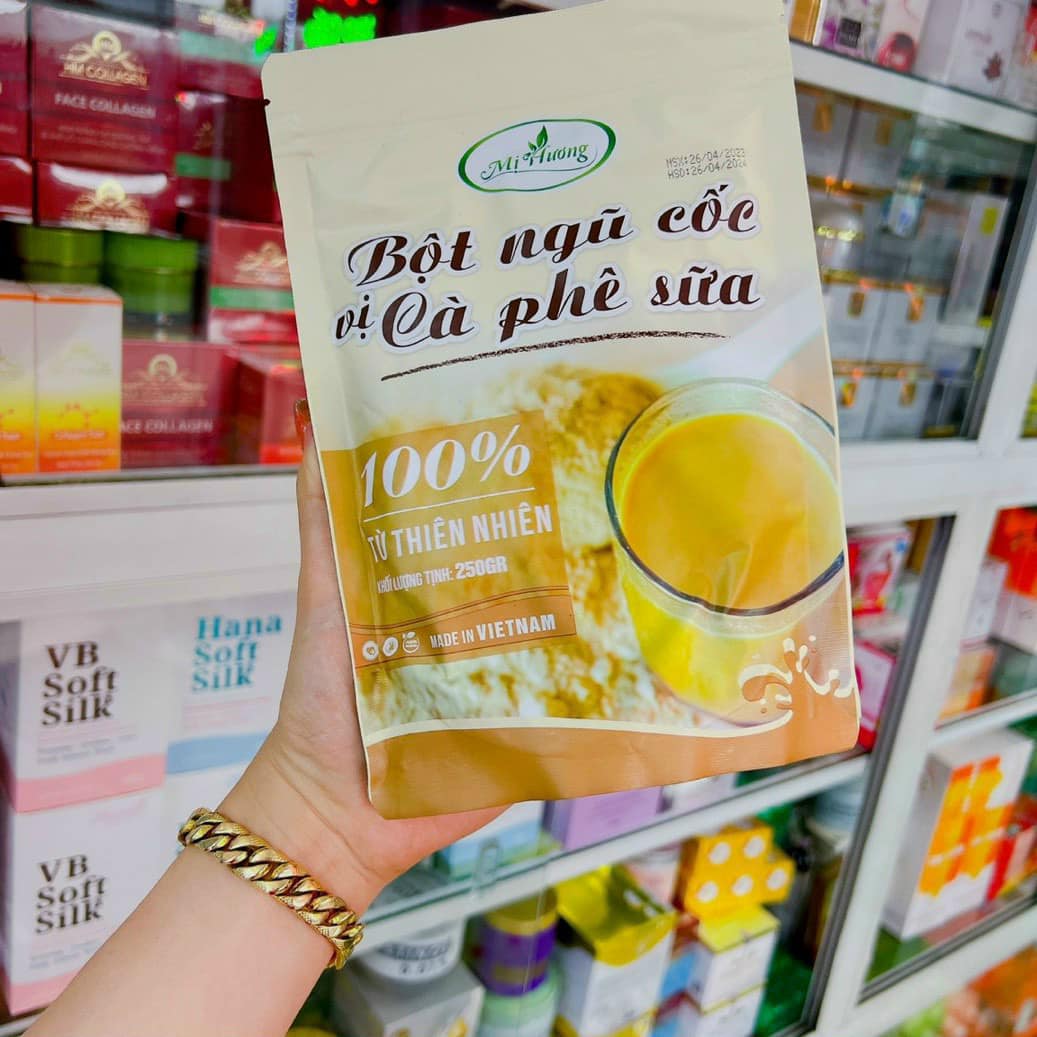 Mị Hương
MSX:26/04/2023
HSD:26/04/2024
Bột ngũ cốc
vị Cà phê sữa
100%
TỪ THIÊN NHIÊN
KHỐI LƯỢNG TỊNH: 250GR
MADE IN VIETNAM
COLLAGEN
FACE COLLAGEN
FACE COLLAGEN
VB
Soft
Silk
Hana
Soft
Silk
VB
Soft
Silk